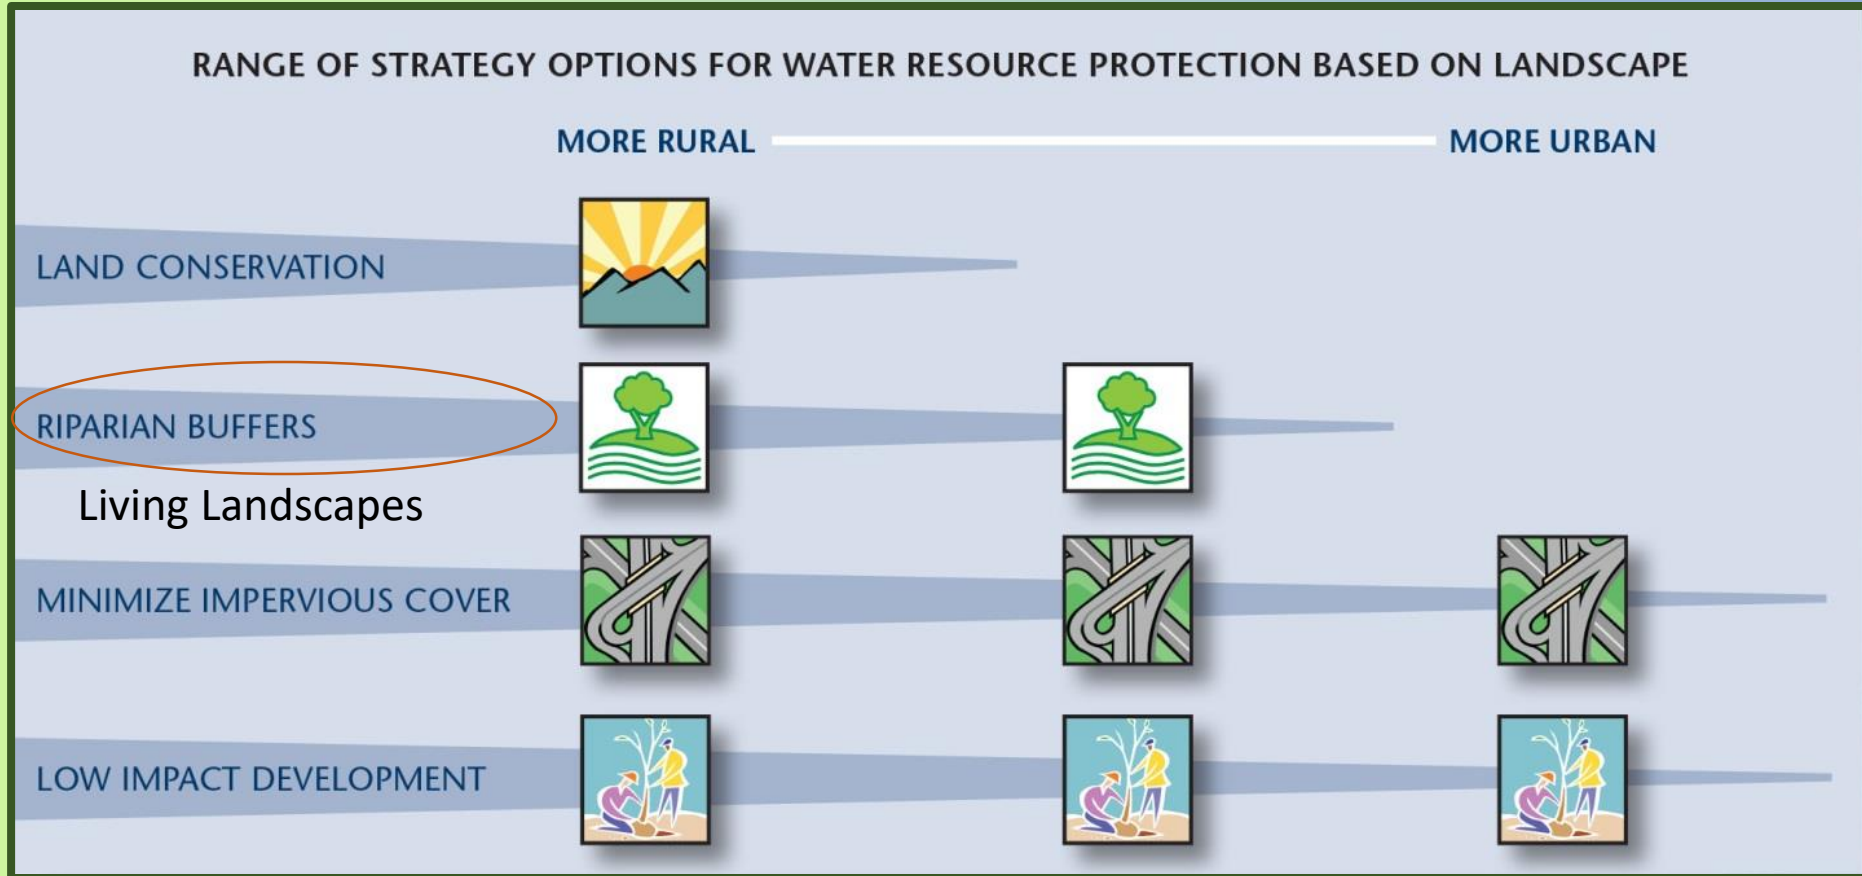 RANGE OF STRATEGY OPTIONS FOR WATER RESOURCE PROTECTION BASED ON LANDSCAPE
MORE RURAL MORE URBAN
LAND CONSERVATION
RIPARIAN BUFFERS
Living Landscapes
MINIMIZE IMPERVIOUS COVER
LOW IMPACT DEVELOPMENT